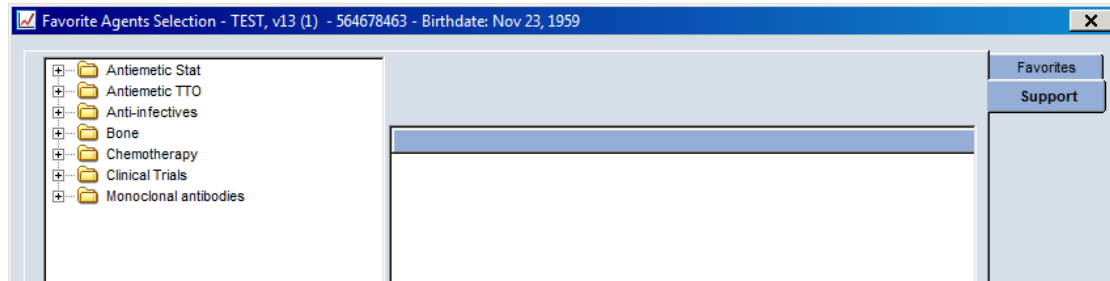 Favorite Agents Selection - TEST, v13 (1) - 564678463 - Birthdate: Nov 23, 1959
Antiemetic Stat
Antiemetic TTO
Anti-infectives
Bone
Chemotherapy
Clinical Trials
Monoclonal antibodies
Favorites
Support